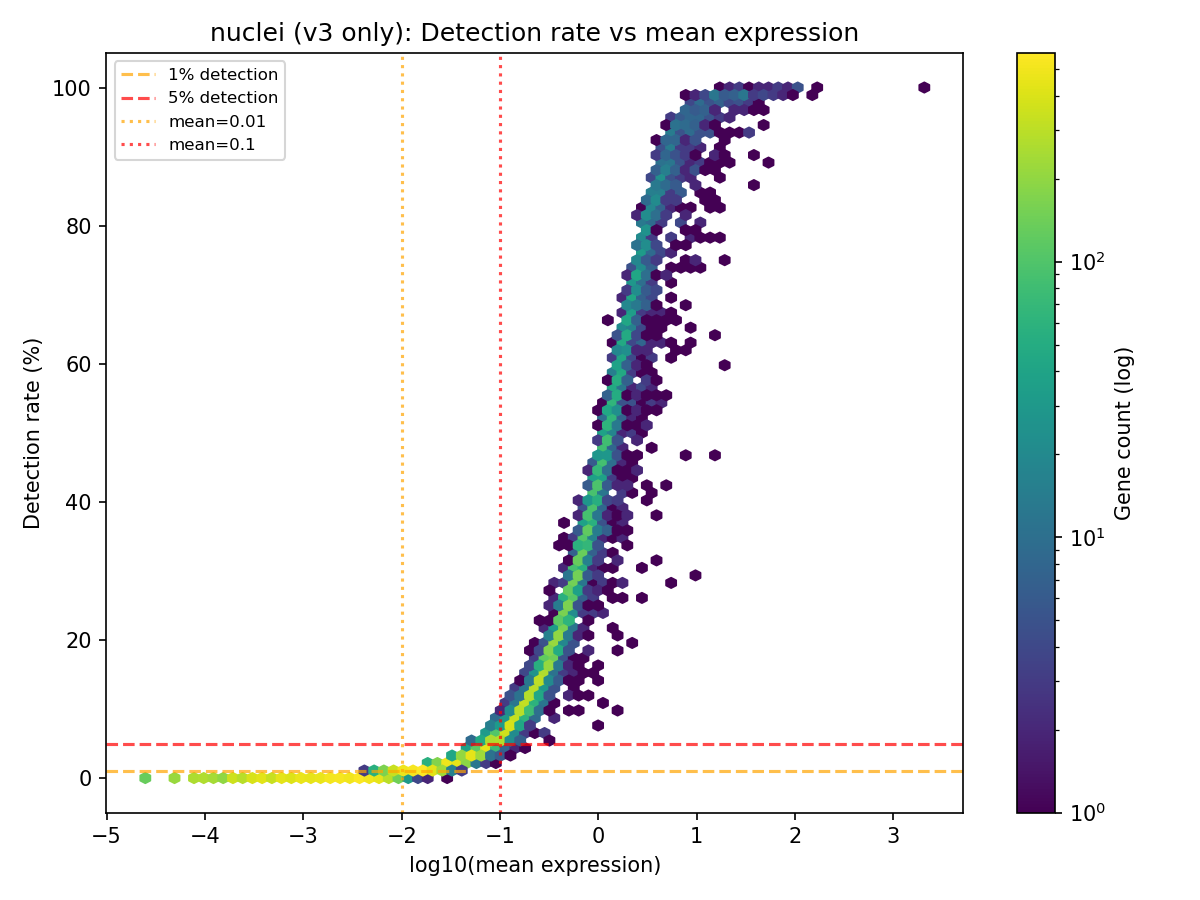 nuclei (v3 only): Detection rate vs mean expression
1% detection
5% detection
mean=0.01
mean=0.1
Detection rate (%)
100
80
60
40
20
0
−5 −4 −3 −2 −1 0 1 2 3
log10(mean expression)
10²
10¹
10⁰
Gene count (log)